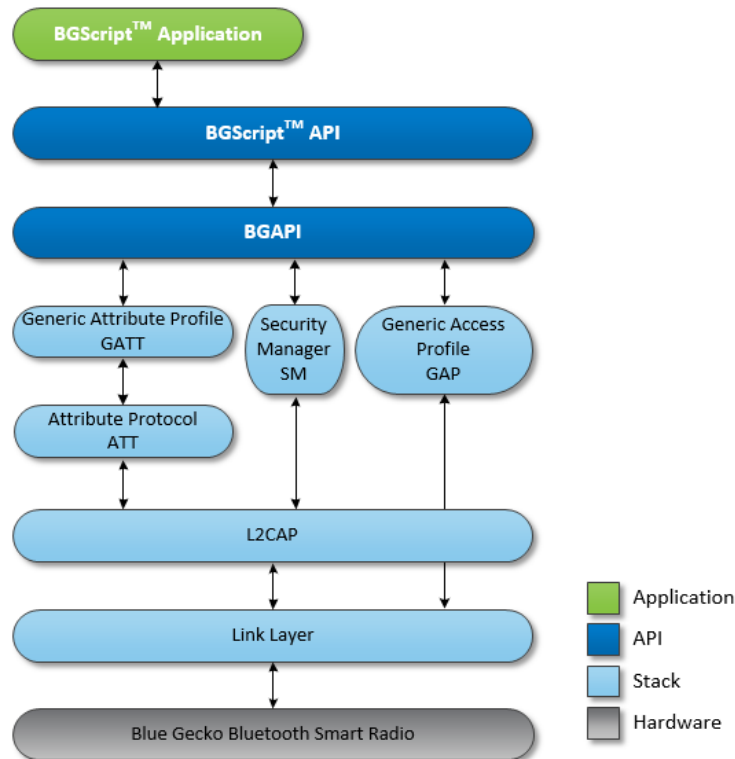 BGScript™ Application
BGScript™ API
BGAPI
Generic Attribute Profile
GATT
Security
Manager
SM
Generic Access
Profile
GAP
Attribute Protocol
ATT
L2CAP
Link Layer
Blue Gecko Bluetooth Smart Radio
Application
API
Stack
Hardware